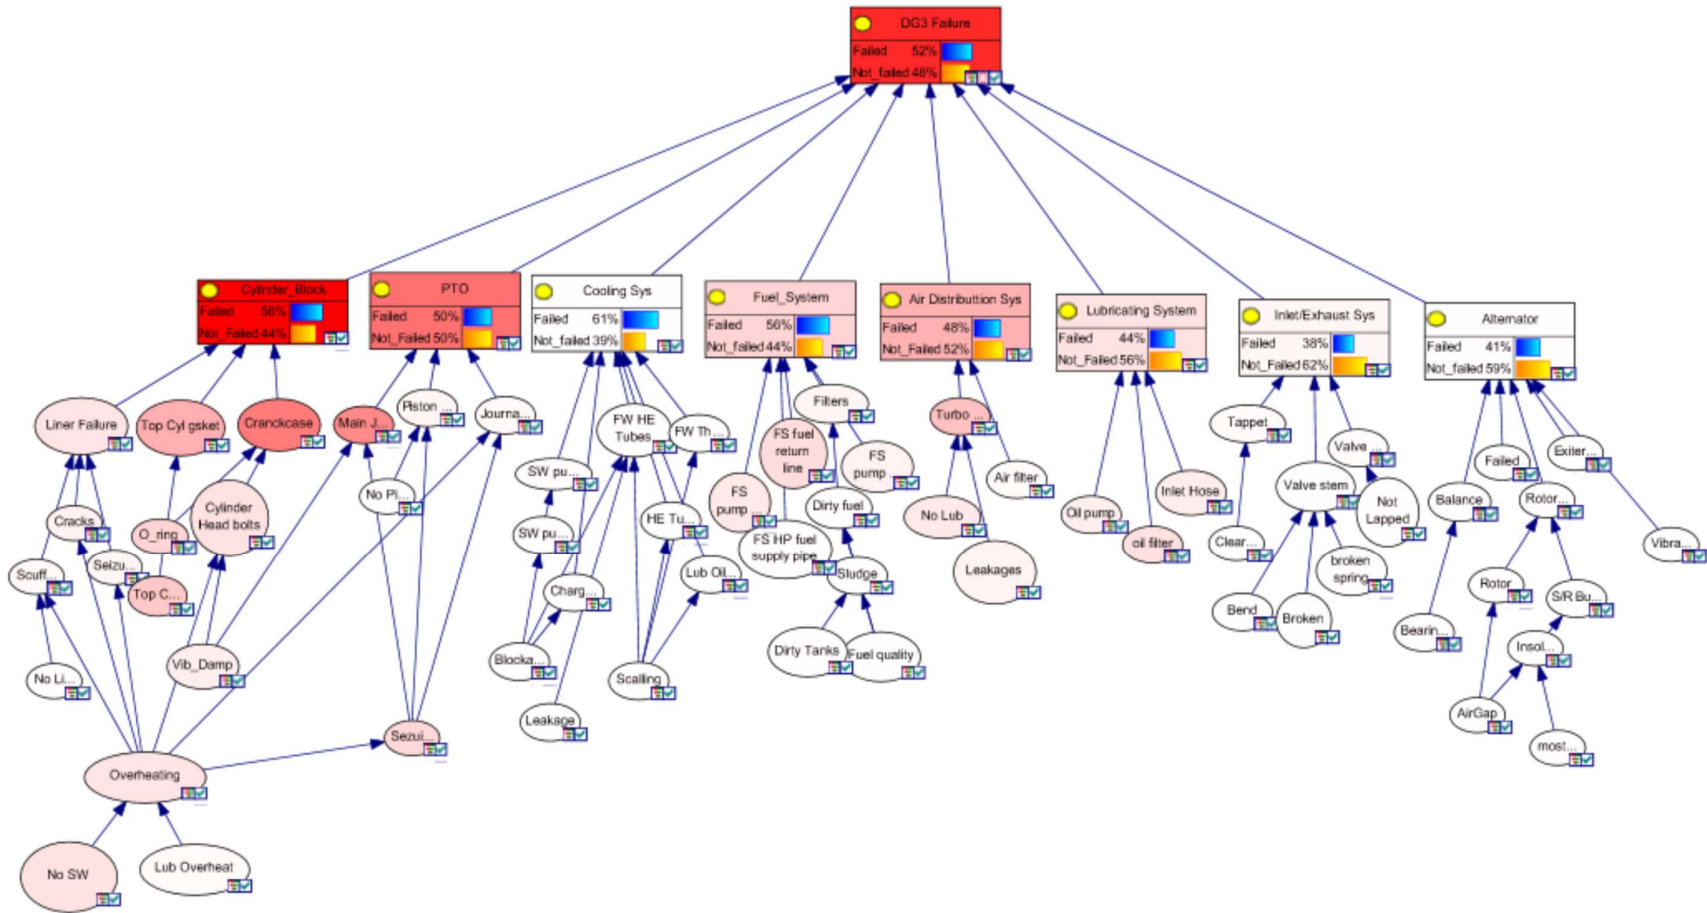 DG3 Failure
Failed 52%
Not_failed 48%
Cylinder_Block
Failed 56%
Not_Failed 44%
PTO
Failed 50%
Not_Failed 50%
Cooling Sys
Failed 61%
Not_failed 39%
Fuel_System
Failed 56%
Not_failed 44%
Air Distributtion Sys
Failed 48%
Not_Failed 52%
Lubricating System
Failed 44%
Not_Failed 56%
Inlet/Exhaust Sys
Failed 38%
Not_Failed 62%
Alternator
Failed 41%
Not_failed 59%
Liner Failure
Top Cyl gsket
Cranckcase
Main J...
Piston ...
Journa...
FW HE
Tubes
FW Th...
Filters
FS fuel
return
line
FS
pump
Turbo ...
Air filter
Tappet
Valve ...
Failed
Exiter...
SW pu...
FS
pump ...
Dirty fuel
No Lub
Oil pump
Inlet Hose
oil filter
Valve stem
Not
Lapped
Balance
Rotor...
Cracks
O_ring
Cylinder
Head bolts
No Pi...
SW pu...
HE Tu...
FS HP fuel
supply pipe
Clear...
broken
spring
Vibra...
Scuff...
Seizu...
Top C...
Charg...
Lub Oil...
Sludge
Leakages
Bend
Broken
Rotor
S/R Bu...
Bearin...
No Li...
Vib_Damp
Blocka...
Scalling
Dirty Tanks
Fuel quality
Insol...
Leakage
Sezui...
AirGap
most...
Overheating
No SW
Lub Overheat